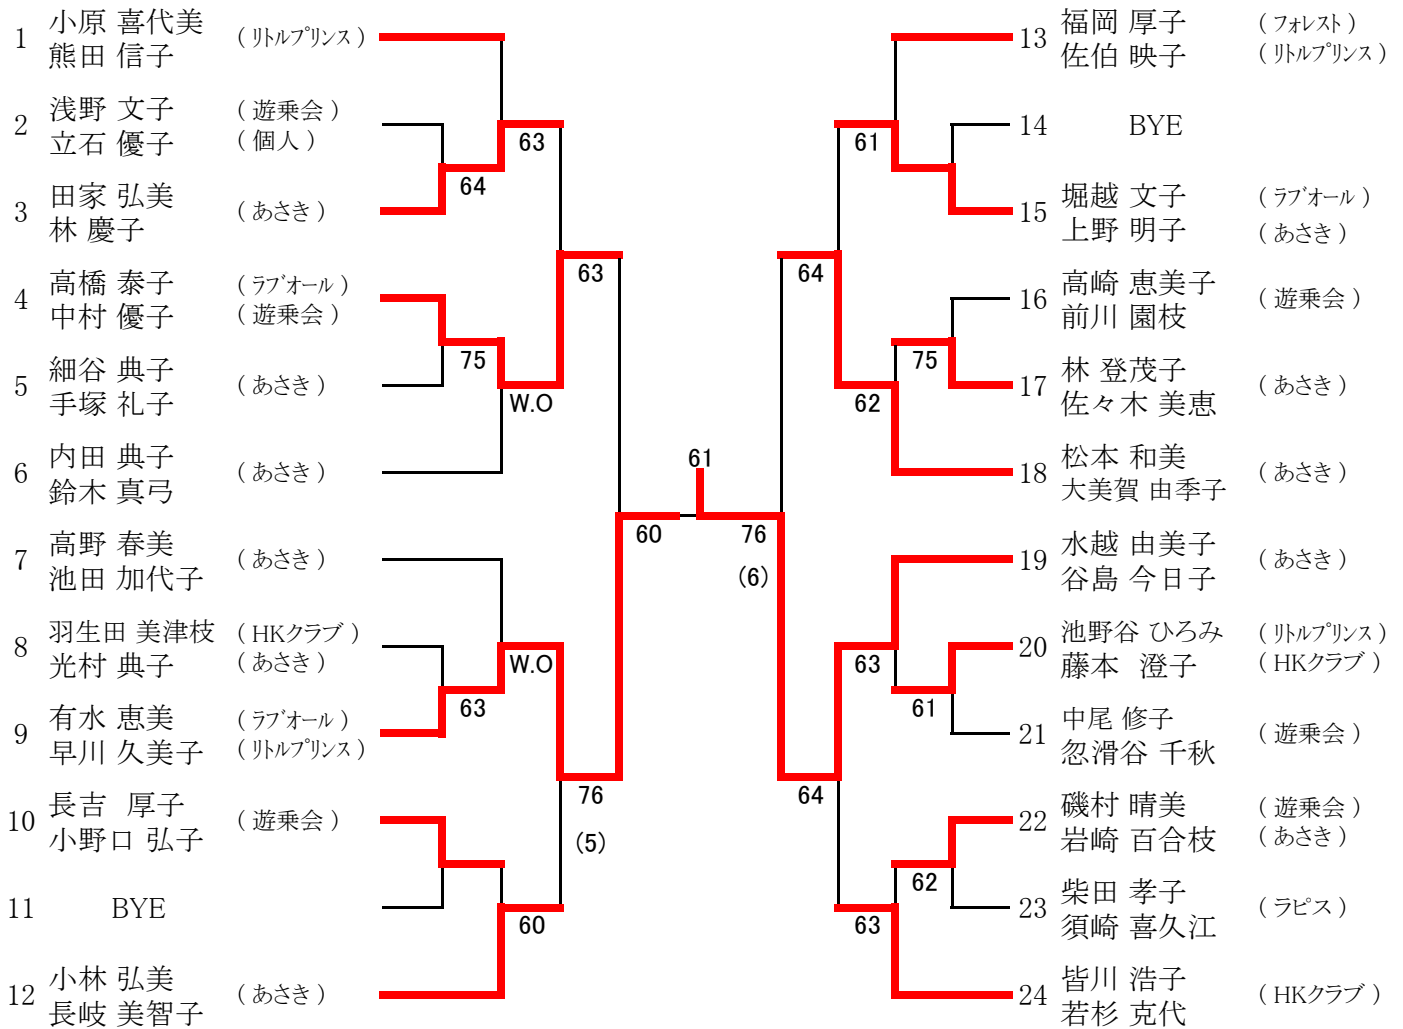 1 小原 喜代美 (リトルプリンス)
熊田 信子
2 浅野 文子 (遊乗会)
立石 優子 (個人)
3 田家 弘美 (あさき)
林 慶子
4 高橋 泰子 (ラブオール)
中村 優子 (遊乗会)
5 細谷 典子 (あさき)
手塚 礼子
6 内田 典子 (あさき)
鈴木 真弓
7 高野 春美 (あさき)
池田 加代子
8 羽生田 美津枝 (HKクラブ)
光村 典子 (あさき)
9 有水 恵美 (ラブオール)
早川 久美子 (リトルプリンス)
10 長吉 厚子 (遊乗会)
小野口 弘子
11 BYE
12 小林 弘美 (あさき)
長岐 美智子
63
64
63
75
W.O
W.O
63
76
(5)
60
60
61
76
(6)
61
64
75
62
63
61
64
62
63
13 福岡 厚子 (フォレスト)
佐伯 映子 (リトルプリンス)
14 BYE
15 堀越 文子 (ラブオール)
上野 明子 (あさき)
16 高崎 恵美子 (遊乗会)
前川 園枝
17 林 登茂子 (あさき)
佐々木 美恵
18 松本 和美 (あさき)
大美賀 由季子
19 水越 由美子 (あさき)
谷島 今日子
20 池野谷 ひろみ (リトルプリンス)
藤本 澄子 (HKクラブ)
21 中尾 修子 (遊乗会)
忽滑谷 千秋
22 磯村 晴美 (遊乗会)
岩崎 百合枝 (あさき)
23 柴田 孝子 (ラピス)
須崎 喜久江
24 皆川 浩子 (HKクラブ)
若杉 克代